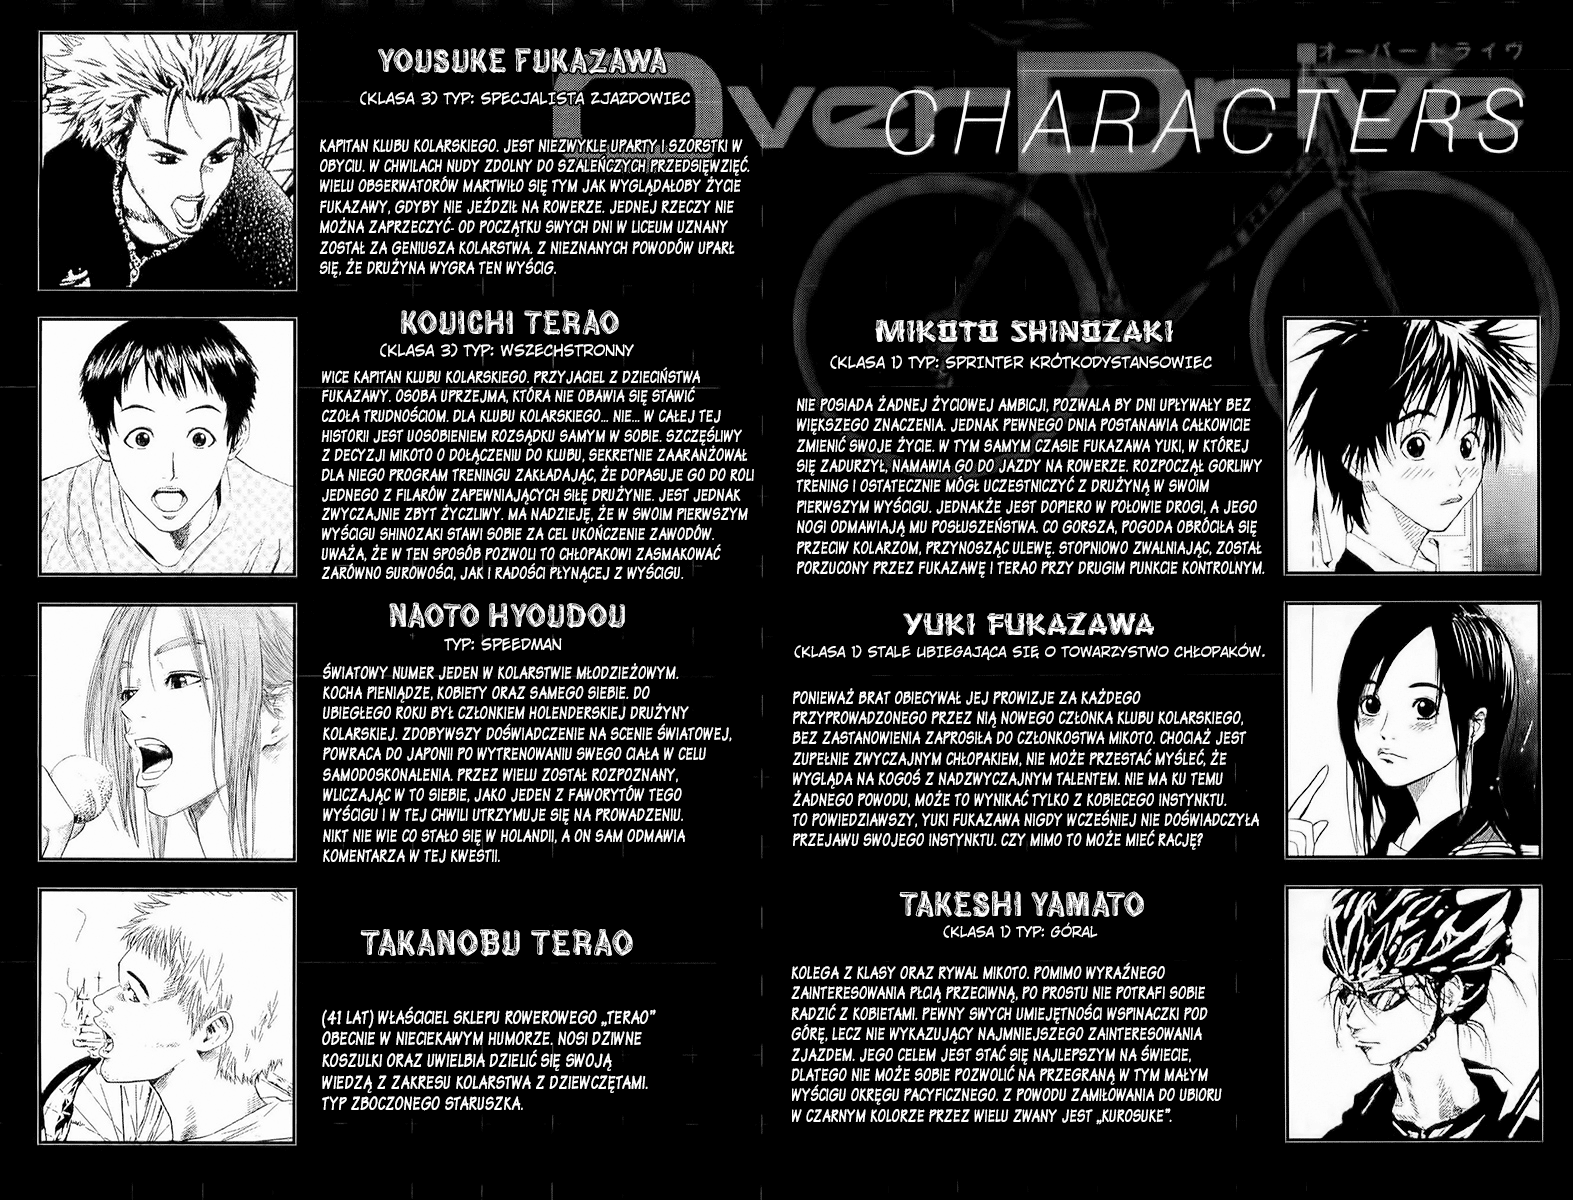 オーバードライヴ
Over Drive
CHARACTERS
YOUSUKE FUKAZAWA
(KLASA 3) TYP: SPECJALISTA ZJAZDOWIEC
KAPITAN KLUBU KOLARSKIEGO. JEST NIEZWYKLE UPARTY I SZORSTKI W
OBYCIU. W CHWILACH NUDY ZDOLNY DO SZALEŃCZYCH PRZEDSIĘWZIĘĆ.
WIELU OBSERWATORÓW MARTWIŁO SIĘ TYM JAK WYGLĄDAŁOBY ŻYCIE
FUKAZAWY, GDYBY NIE JEŹDZIŁ NA ROWERZE. JEDNEJ RZECZY NIE
MOŻNA ZAPRZECZYĆ- OD POCZĄTKU SWYCH DNI W LICEUM UZNANY
ZOSTAŁ ZA GENIUSZA KOLARSTWA. Z NIEZNANYCH POWODÓW UPARŁ
SIĘ, ŻE DRUŻYNA WYGRA TEN WYŚCIG.
KOUICHI TERAO
(KLASA 3) TYP: WSZECHSTRONNY
WICE KAPITAN KLUBU KOLARSKIEGO. PRZYJACIEL Z DZIECIŃSTWA
FUKAZAWY. OSOBA UPRZEJMA, KTÓRA NIE OBAWIA SIĘ STAWIĆ
CZOŁA TRUDNOŚCIOM. DLA KLUBU KOLARSKIEGO... NIE... W CAŁEJ TEJ
HISTORII JEST UOSOBIENIEM ROZSĄDKU SAMYM W SOBIE. SZCZĘŚLIWY
Z DECYZJI MIKOTO O DOŁĄCZENIU DO KLUBU, SEKRETNIE ZAARANŻOWAŁ
DLA NIEGO PROGRAM TRENINGU ZAKŁADAJĄC, ŻE DOPASUJE GO DO ROLI
JEDNEGO Z FILARÓW ZAPEWNIAJĄCYCH SIŁĘ DRUŻYNIE. JEST JEDNAK
ZWYCZAJNIE ZBYT ŻYCZLIWY. MA NADZIEJĘ, ŻE W SWOIM PIERWSZYM
WYŚCIGU SHINOZAKI STAWI SOBIE ZA CEL UKOŃCZENIE ZAWODÓW.
UWAŻA, ŻE W TEN SPOSÓB POZWOLI TO CHŁOPAKOWI ZASMAKOWAĆ
ZARÓWNO SUROWOŚCI, JAK I RADOŚCI PŁYNĄCEJ Z WYŚCIGU.
NAOTO HYOUDOU
TYP: SPEEDMAN
ŚWIATOWY NUMER JEDEN W KOLARSTWIE MŁODZIEŻOWYM.
KOCHA PIENIĄDZE, KOBIETY ORAZ SAMEGO SIEBIE. DO
UBIEGŁEGO ROKU BYŁ CZŁONKIEM HOLENDERSKIEJ DRUŻYNY
KOLARSKIEJ. ZDOBYWSZY DOŚWIADCZENIE NA SCENIE ŚWIATOWEJ,
POWRACA DO JAPONII PO WYTRENOWANIU SWEGO CIAŁA W CELU
SAMODOSKONALENIA. PRZEZ WIELU ZOSTAŁ ROZPOZNANY,
WLICZAJĄC W TO SIEBIE, JAKO JEDEN Z FAWORYTÓW TEGO
WYŚCIGU I W TEJ CHWILI UTRZYMUJE SIĘ NA PROWADZENIU.
NIKT NIE WIE CO STAŁO SIĘ W HOLANDII, A ON SAM ODMAWIA
KOMENTARZA W TEJ KWESTII.
TAKANOBU TERAO
(41 LAT) WŁAŚCICIEL SKLEPU ROWEROWEGO „TERAO”
OBECNIE W NIECIEKAWYM HUMORZE. NOSI DZIWNE
KOSZULKI ORAZ UWIELBIA DZIELIĆ SIĘ SWOJĄ
WIEDZĄ Z ZAKRESU KOLARSTWA Z DZIEWCZĘTAMI.
TYP ZBOCZONEGO STARUSZKA.
MIKOTO SHINOZAKI
(KLASA 1) TYP: SPRINTER KRÓTKODYSTANSOWIEC
NIE POSIADA ŻADNEJ ŻYCIOWEJ AMBICJI, POZWALA BY DNI UPŁYWAŁY BEZ
WIĘKSZEGO ZNACZENIA. JEDNAK PEWNEGO DNIA POSTANAWIA CAŁKOWICIE
ZMIENIĆ SWOJE ŻYCIE. W TYM SAMYM CZASIE FUKAZAWA YUKI, W KTÓREJ
SIĘ ZADURZYŁ, NAMAWIA GO DO JAZDY NA ROWERZE. ROZPOCZĄŁ GORLIWY
TRENING I OSTATECZNIE MÓGŁ UCZESTNICZYĆ Z DRUŻYNĄ W SWOIM
PIERWSZYM WYŚCIGU. JEDNAKŻE JEST DOPIERO W POŁOWIE DROGI, A JEGO
NOGI ODMAWIAJĄ MU POSŁUSZEŃSTWA. CO GORSZA, POGODA OBRÓCIŁA SIĘ
PRZECIW KOLARZOM, PRZYNOSZĄC ULEWĘ. STOPNIOWO ZWALNIAJĄC, ZOSTAŁ
PORZUCONY PRZEZ FUKAZAWĘ I TERAO PRZY DRUGIM PUNKCIE KONTROLNYM.
YUKI FUKAZAWA
(KLASA 1) STALE UBIEGAJĄCA SIĘ O TOWARZYSTWO CHŁOPAKÓW.
PONIEWAŻ BRAT OBIECYWAŁ JEJ PROWIZJE ZA KAŻDEGO
PRZYPROWADZONEGO PRZEZ NIĄ NOWEGO CZŁONKA KLUBU KOLARSKIEGO,
BEZ ZASTANOWIENIA ZAPROSIŁA DO CZŁONKOSTWA MIKOTO. CHOCIAŻ JEST
ZUPEŁNIE ZWYCZAJNYM CHŁOPAKIEM, NIE MOŻE PRZESTAĆ MYŚLEĆ, ŻE
WYGLĄDA NA KOGOŚ Z NADZWYCZAJNYM TALENTEM. NIE MA KU TEMU
ŻADNEGO POWODU, MOŻE TO WYNIKAĆ TYLKO Z KOBIECEGO INSTYNKTU.
TO POWIEDZIAWSZY, YUKI FUKAZAWA NIGDY WCZEŚNIEJ NIE DOŚWIADCZYŁA
PRZEJAWU SWOJEGO INSTYNKTU. CZY MIMO TO MOŻE MIEĆ RACJĘ?
TAKESHI YAMATO
(KLASA 1) TYP: GÓRAL
KOLEGA Z KLASY ORAZ RYWAL MIKOTO. POMIMO WYRAŹNEGO
ZAINTERESOWANIA PŁCIĄ PRZECIWNĄ, PO PROSTU NIE POTRAFI SOBIE
RADZIĆ Z KOBIETAMI. PEWNY SWYCH UMIEJĘTNOŚCI WSPINACZKI POD
GÓRĘ, LECZ NIE WYKAZUJĄCY NAJMNIEJSZEGO ZAINTERESOWANIA
ZJAZDEM. JEGO CELEM JEST STAĆ SIĘ NAJLEPSZYM NA ŚWIECIE,
DLATEGO NIE MOŻE SOBIE POZWOLIĆ NA PRZEGRANĄ W TYM MAŁYM
WYŚCIGU OKRĘGU PACYFICZNEGO. Z POWODU ZAMIŁOWANIA DO UBIORU
W CZARNYM KOLORZE PRZEZ WIELU ZWANY JEST „KUROSUKE”.